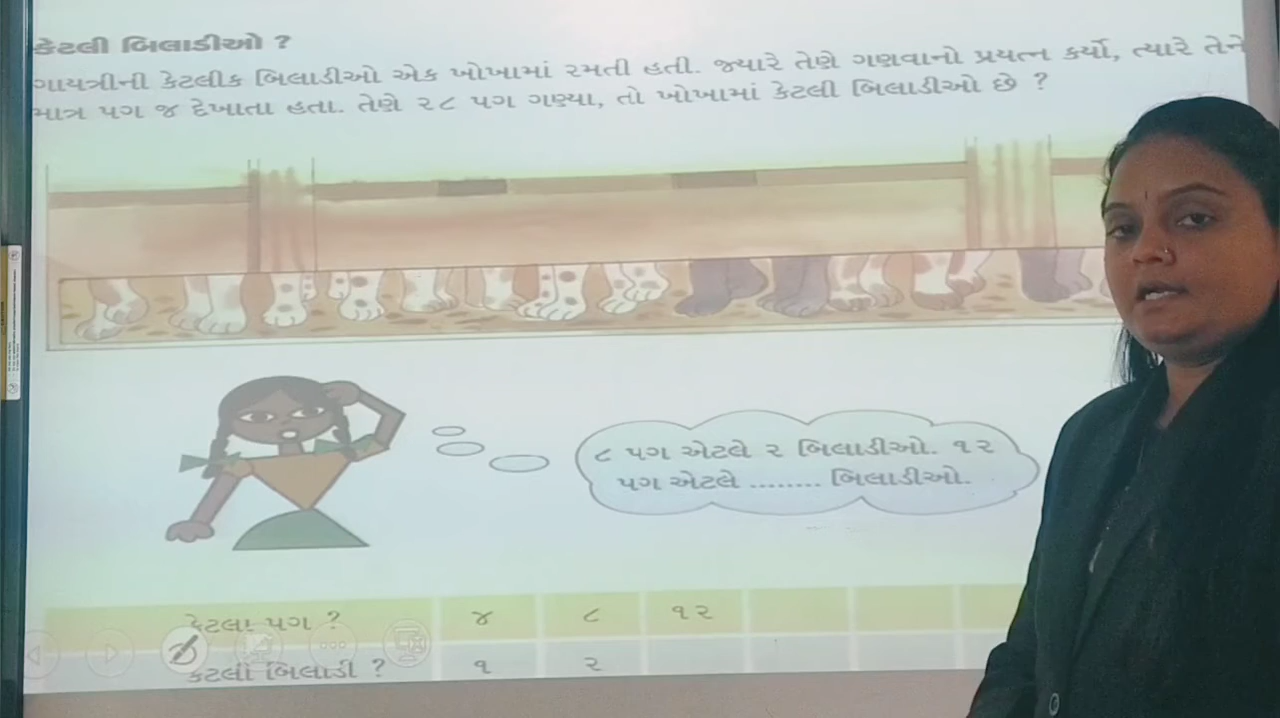 કેટલી બિલાડીઓ ?
ગાયત્રીની કેટલીક બિલાડીઓ એક ખોખામાં રમતી હતી. જ્યારે તેણે ગણવાનો પ્રયત્ન કર્યો, ત્યારે તેને
માત્ર પગ જ દેખાતા હતા. તેણે ૨૮ પગ ગણ્યા, તો ખોખામાં કેટલી બિલાડીઓ છે ?
૮ પગ એટલે ૨ બિલાડીઓ. ૧૨
પગ એટલે ........ બિલાડીઓ.
કેટલા પગ ? ૪ ૮ ૧૨
કેટલી બિલાડી ? ૧ ૨